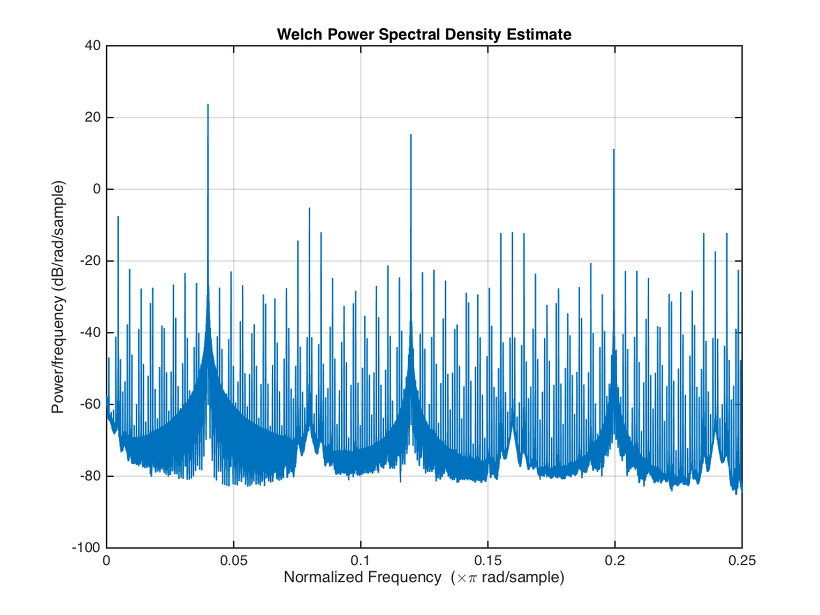 Welch Power Spectral Density Estimate
Power/frequency (dB/rad/sample)
40
20
0
-20
-40
-60
-80
-100
0 0.05 0.1 0.15 0.2 0.25
Normalized Frequency (×π rad/sample)